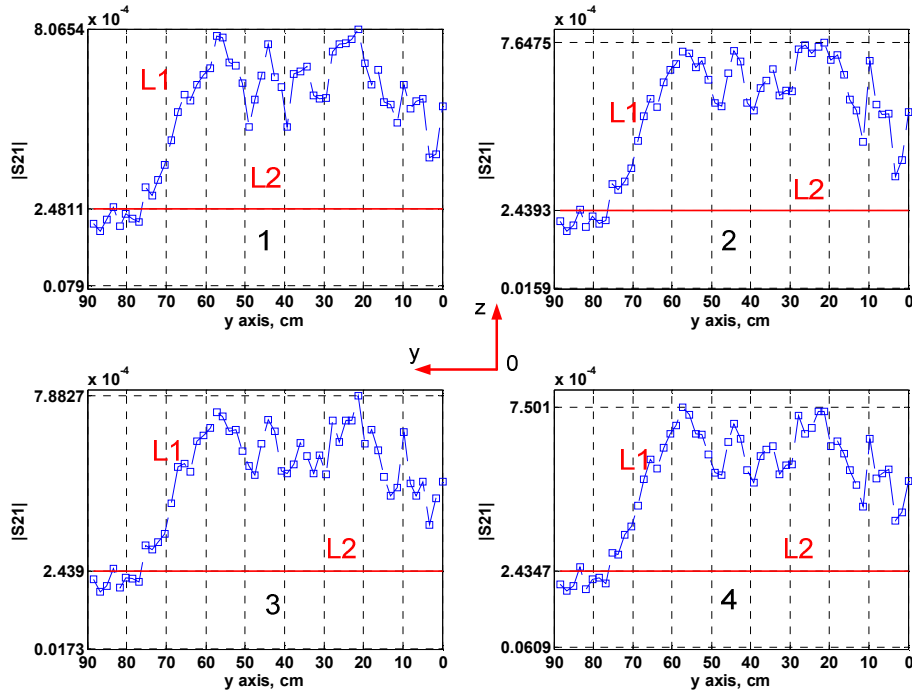 x 10⁻⁴
8.0654
2.4811
0.079
|S21|
L1
L2
1
90 80 70 60 50 40 30 20 10 0
y axis, cm
x 10⁻⁴
7.6475
2.4393
0.0159
|S21|
L1
L2
2
90 80 70 60 50 40 30 20 10 0
y axis, cm
z
y
0
x 10⁻⁴
7.8827
2.439
0.0173
|S21|
L1
L2
3
90 80 70 60 50 40 30 20 10 0
y axis, cm
x 10⁻⁴
7.501
2.4347
0.0609
|S21|
L1
L2
4
90 80 70 60 50 40 30 20 10 0
y axis, cm